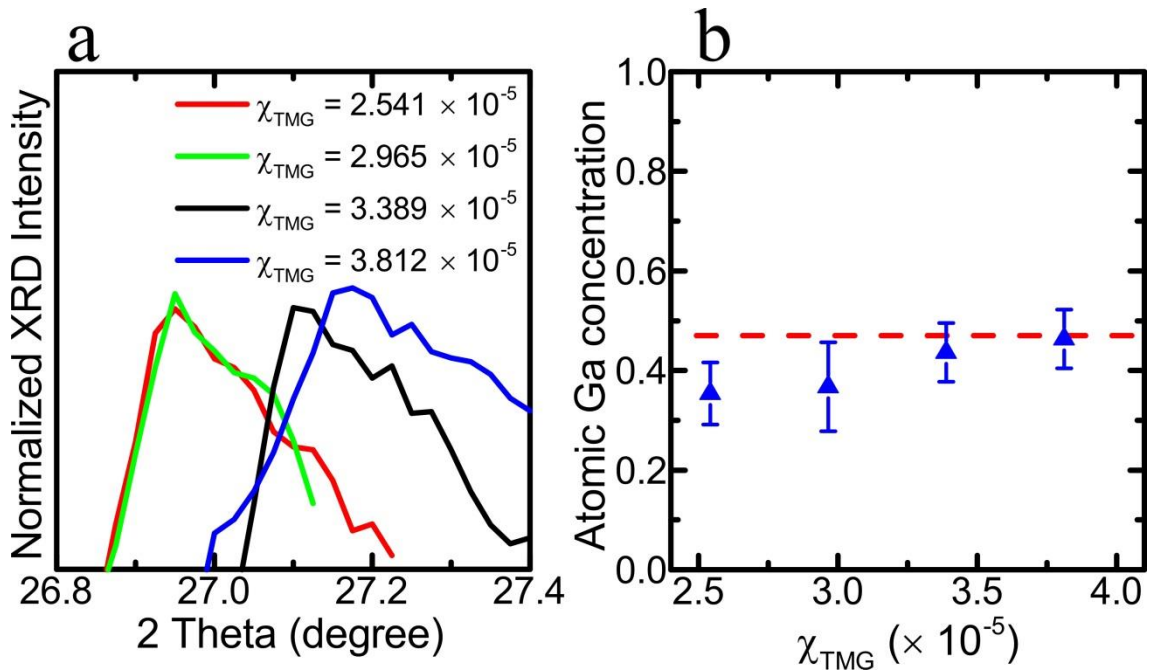 a
Normalized XRD Intensity
χTMG = 2.541 × 10-5
χTMG = 2.965 × 10-5
χTMG = 3.389 × 10-5
χTMG = 3.812 × 10-5
26.8 27.0 27.2 27.4
2 Theta (degree)
b
Atomic Ga concentration
1.0
0.8
0.6
0.4
0.2
0.0
2.5 3.0 3.5 4.0
χTMG (× 10-5)